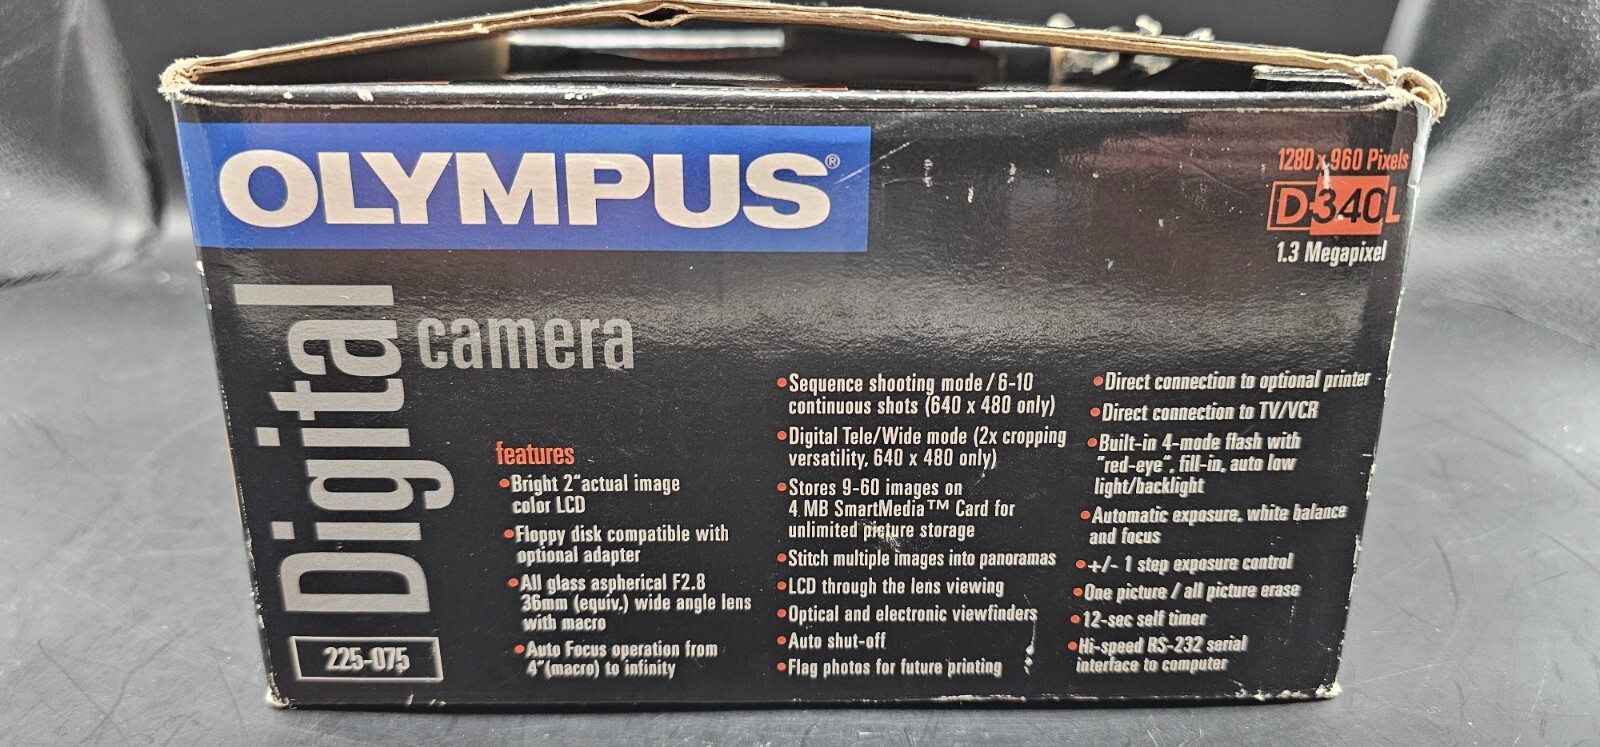 OLYMPUS®
1280 x 960 Pixels
D-340L
1.3 Megapixel
Digital
camera
225-075
features
•Bright 2"actual image
color LCD
•Floppy disk compatible with
optional adapter
•All glass aspherical F2.8
36mm (equiv.) wide angle lens
with macro
•Auto Focus operation from
4"(macro) to infinity
•Sequence shooting mode / 6-10
continuous shots (640 x 480 only)
•Digital Tele/Wide mode (2x cropping
versatility, 640 x 480 only)
•Stores 9-60 images on
4 MB SmartMedia™ Card for
unlimited picture storage
•Stitch multiple images into panoramas
•LCD through the lens viewing
•Optical and electronic viewfinders
•Auto shut-off
•Flag photos for future printing
•Direct connection to optional printer
•Direct connection to TV/VCR
•Built-in 4-mode flash with
"red-eye", fill-in, auto low
light/backlight
•Automatic exposure, white balance
and focus
•+/- 1 step exposure control
•One picture / all picture erase
•12-sec self timer
•Hi-speed RS-232 serial
interface to computer